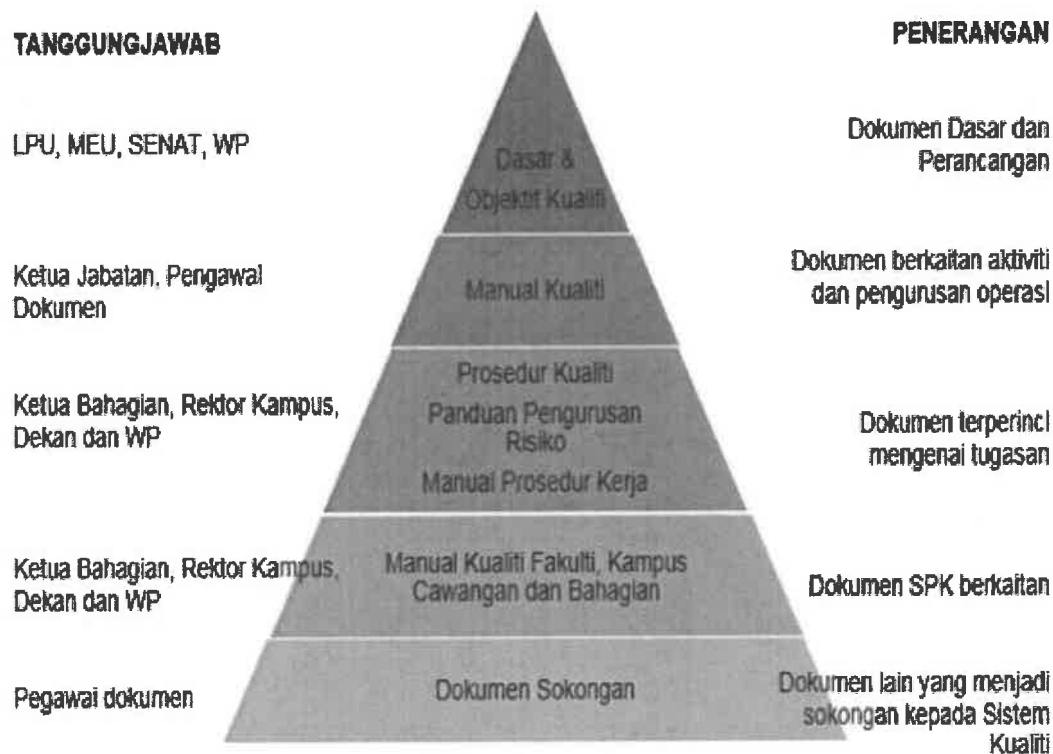 TANGGUNGJAWAB
PENERANGAN
LPU, MEU, SENAT, WP
Dasar &
Objektif Kualiti
Dokumen Dasar dan
Perancangan
Ketua Jabatan, Pengawal
Dokumen
Manual Kualiti
Dokumen berkaitan aktiviti
dan pengurusan operasi
Ketua Bahagian, Rektor Kampus,
Dekan dan WP
Prosedur Kualiti
Panduan Pengurusan
Risiko
Manual Prosedur Kerja
Dokumen terperinci
mengenai tugasan
Ketua Bahagian, Rektor Kampus,
Dekan dan WP
Manual Kualiti Fakulti, Kampus
Cawangan dan Bahagian
Dokumen SPK berkaitan
Pegawai dokumen
Dokumen Sokongan
Dokumen lain yang menjadi
sokongan kepada Sistem
Kualiti